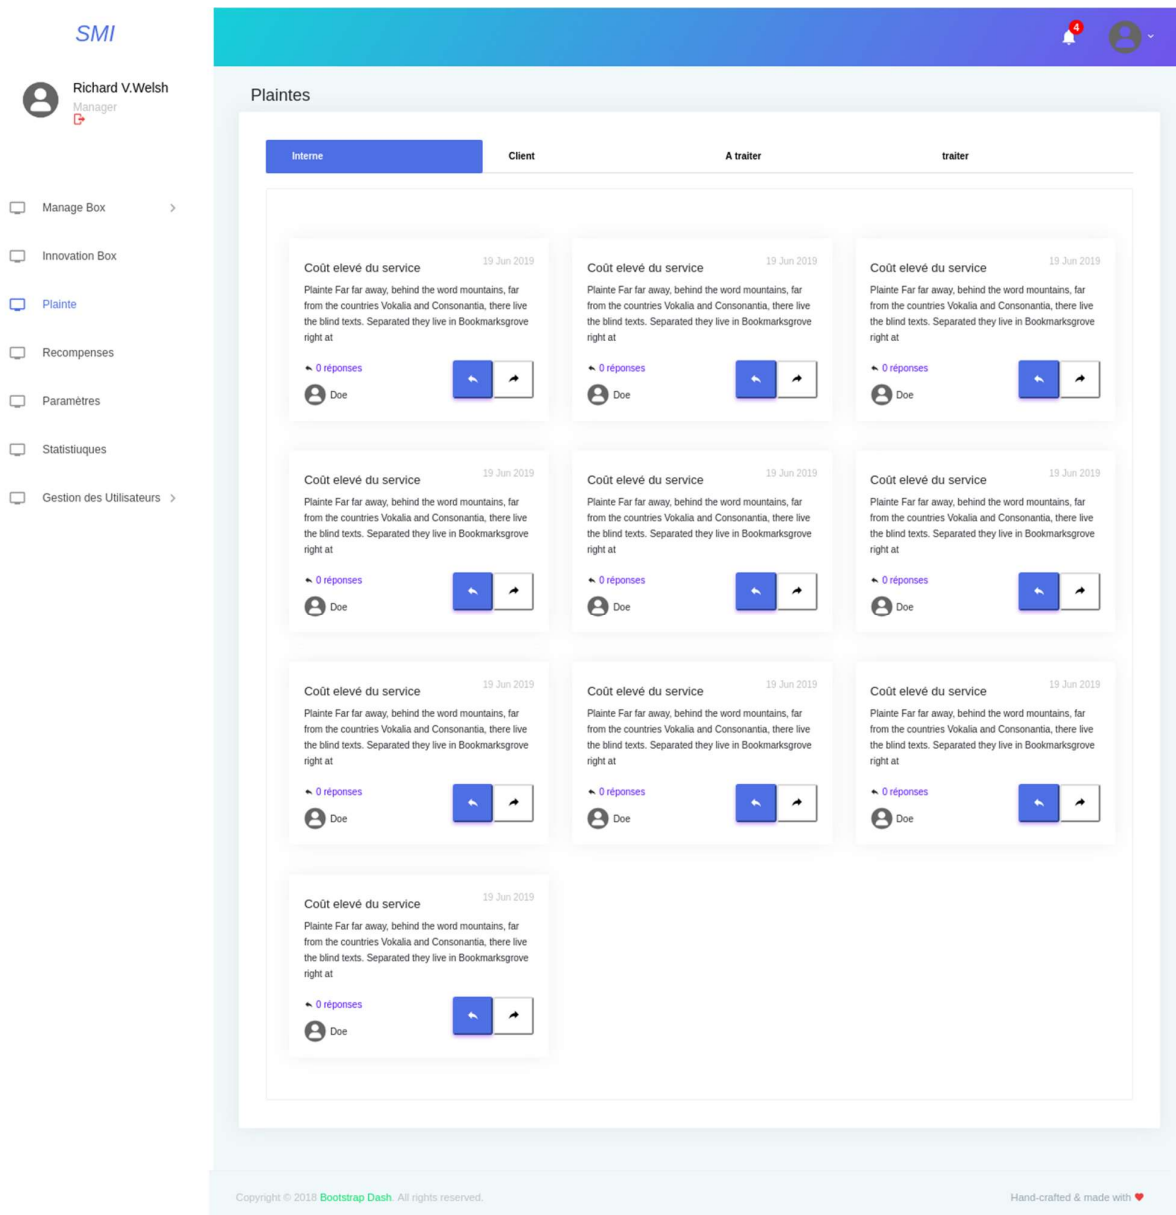 SMI
4
Richard V.Welsh
Manager
Manage Box
Innovation Box
Plainte
Recompenses
Paramètres
Statistiuques
Gestion des Utilisateurs
Plaintes
Interne Client A traiter traiter
Coût elevé du service 19 Jun 2019
Plainte Far far away, behind the word mountains, far
from the countries Vokalia and Consonantia, there live
the blind texts. Separated they live in Bookmarksgrove
right at
0 réponses
Doe
Coût elevé du service 19 Jun 2019
Plainte Far far away, behind the word mountains, far
from the countries Vokalia and Consonantia, there live
the blind texts. Separated they live in Bookmarksgrove
right at
0 réponses
Doe
Coût elevé du service 19 Jun 2019
Plainte Far far away, behind the word mountains, far
from the countries Vokalia and Consonantia, there live
the blind texts. Separated they live in Bookmarksgrove
right at
0 réponses
Doe
Coût elevé du service 19 Jun 2019
Plainte Far far away, behind the word mountains, far
from the countries Vokalia and Consonantia, there live
the blind texts. Separated they live in Bookmarksgrove
right at
0 réponses
Doe
Coût elevé du service 19 Jun 2019
Plainte Far far away, behind the word mountains, far
from the countries Vokalia and Consonantia, there live
the blind texts. Separated they live in Bookmarksgrove
right at
0 réponses
Doe
Coût elevé du service 19 Jun 2019
Plainte Far far away, behind the word mountains, far
from the countries Vokalia and Consonantia, there live
the blind texts. Separated they live in Bookmarksgrove
right at
0 réponses
Doe
Coût elevé du service 19 Jun 2019
Plainte Far far away, behind the word mountains, far
from the countries Vokalia and Consonantia, there live
the blind texts. Separated they live in Bookmarksgrove
right at
0 réponses
Doe
Coût elevé du service 19 Jun 2019
Plainte Far far away, behind the word mountains, far
from the countries Vokalia and Consonantia, there live
the blind texts. Separated they live in Bookmarksgrove
right at
0 réponses
Doe
Coût elevé du service 19 Jun 2019
Plainte Far far away, behind the word mountains, far
from the countries Vokalia and Consonantia, there live
the blind texts. Separated they live in Bookmarksgrove
right at
0 réponses
Doe
Coût elevé du service 19 Jun 2019
Plainte Far far away, behind the word mountains, far
from the countries Vokalia and Consonantia, there live
the blind texts. Separated they live in Bookmarksgrove
right at
0 réponses
Doe
Copyright © 2018 Bootstrap Dash. All rights reserved. Hand-crafted & made with